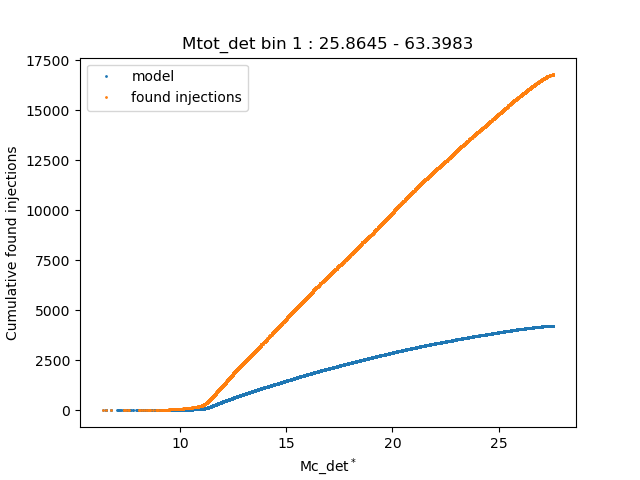 Mtot_det bin 1 : 25.8645 - 63.3983
17500
15000
12500
10000
7500
5000
2500
0
Cumulative found injections
model
found injections
10 15 20 25
Mc_det*